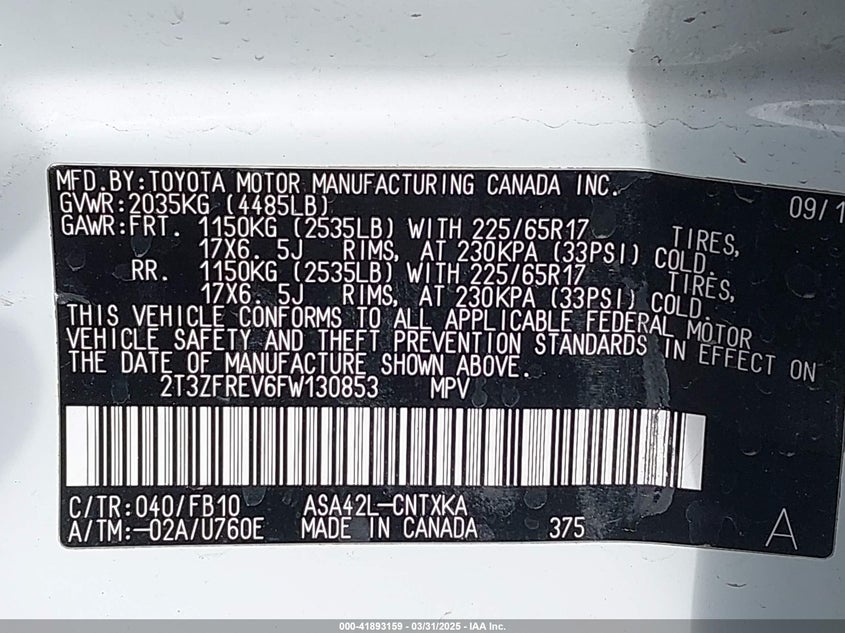 MFD.BY:TOYOTA MOTOR MANUFACTURING CANADA INC. 09/1
GVWR:2035KG (4485LB)
GAWR:FRT. 1150KG (2535LB) WITH 225/65R17 TIRES,
17X6. 5J RIMS, AT 230KPA (33PSI) COLD.
RR. 1150KG (2535LB) WITH 225/65R17 TIRES,
17X6. 5J RIMS, AT 230KPA (33PSI) COLD.
THIS VEHICLE CONFORMS TO ALL APPLICABLE FEDERAL MOTOR
VEHICLE SAFETY AND THEFT PREVENTION STANDARDS IN EFFECT ON
THE DATE OF MANUFACTURE SHOWN ABOVE.
2T3ZFREV6FW130853 MPV
C/TR:040/FB10 ASA42L-CNTXKA
A/TM:-02A/U760E MADE IN CANADA 375 A
000-41893159 - 03/31/2025 - IAA Inc.